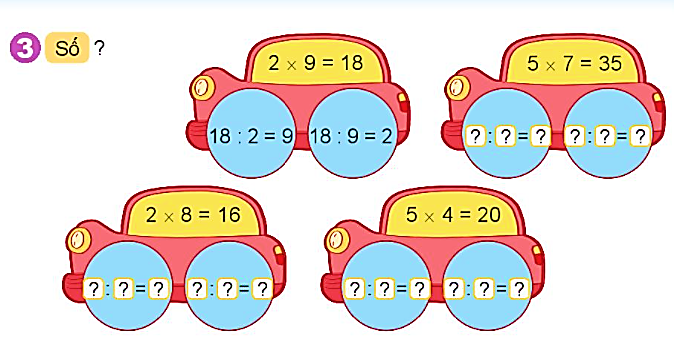 3 Số ?
2 × 9 = 18
18 : 2 = 9 18 : 9 = 2
5 × 7 = 35
? : ? = ? ? : ? = ?
2 × 8 = 16
? : ? = ? ? : ? = ?
5 × 4 = 20
? : ? = ? ? : ? = ?